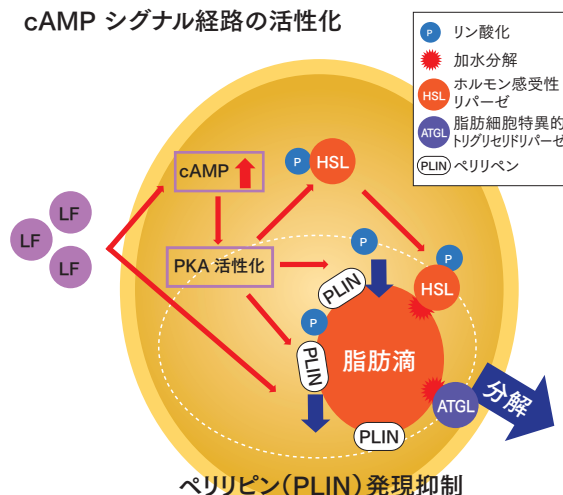 cAMP シグナル経路の活性化
P リン酸化
加水分解
HSL ホルモン感受性
リパーゼ
ATGL 脂肪細胞特異的
トリグリセリドリパーゼ
PLIN ペリリペン
cAMP
P HSL
LF
LF
LF
PKA 活性化
P
P
PLIN
HSL
P
PLIN
脂肪滴
ATGL
分解
PLIN
ペリリピン(PLIN)発現抑制